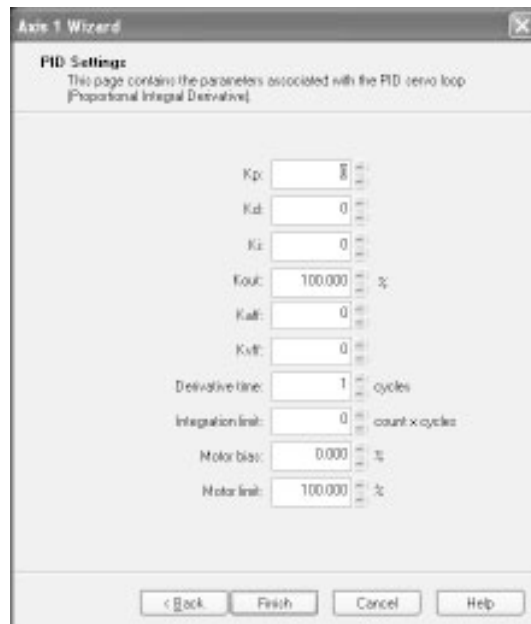 Axis 1 Wizard
PID Settings
This page contains the parameters associated with the PID servo loop
(Proportional Integral Derivative).
Kp:
Kd: 0
Ki: 0
Kout: 100.000 %
Kaff: 0
Kvff: 0
Derivative time: 1 cycles
Integration limit: 0 count x cycles
Motor bias: 0.000 %
Motor limit: 100.000 %
< Back Finish Cancel Help